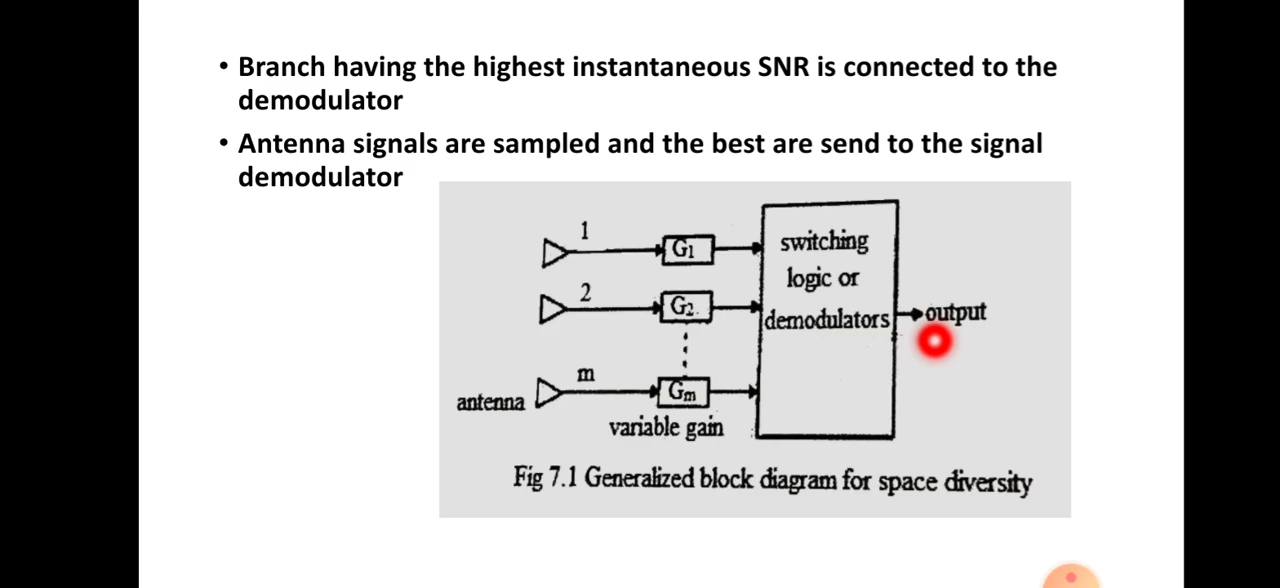 • Branch having the highest instantaneous SNR is connected to the
demodulator
• Antenna signals are sampled and the best are send to the signal
demodulator
1
G1
switching
logic or
demodulators
2
G2
output
m
Gm
antenna
variable gain
Fig 7.1 Generalized block diagram for space diversity